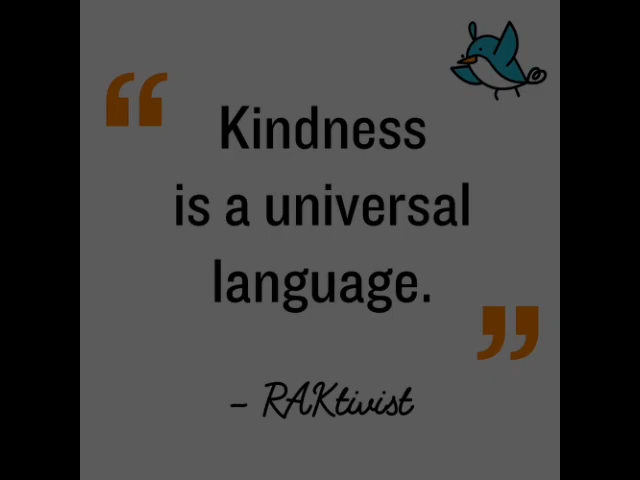 “Kindness
is a universal
language.”
– RAKtivist